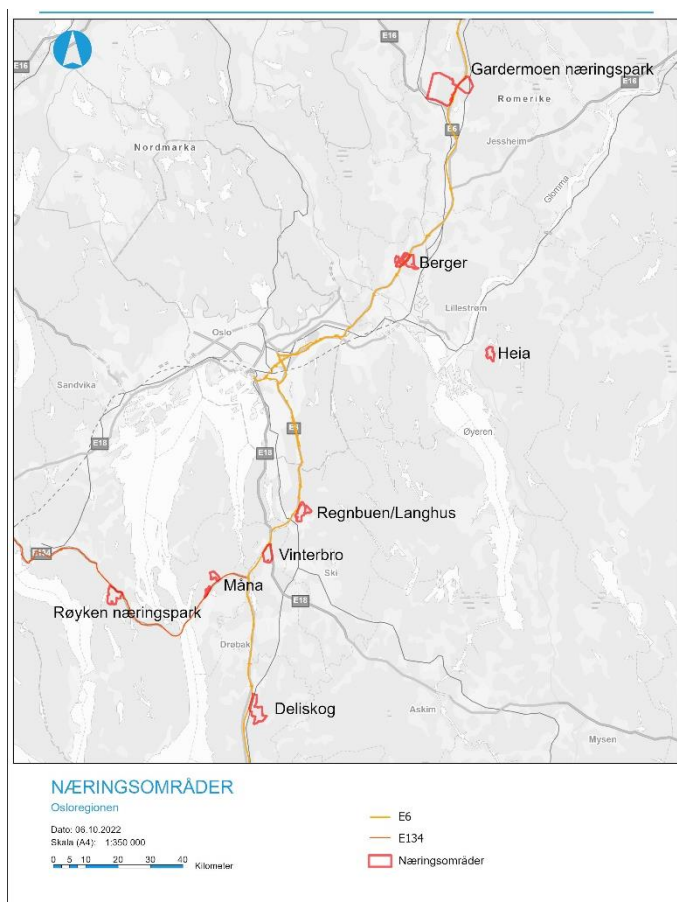 E16
E16
Gardermoen næringspark
Romerike
E16
Nordmarka
E6
Jessheim
Glomma
Berger
Lillestrøm
Oslo
Heia
Sandvika
Øyeren
E18
E18
Regnbuen/Langhus
Vinterbro
Ski
Måna
E18
Røyken næringspark
Drøbak
Deliskog
Askim
Mysen
NÆRINGSOMRÅDER
Osloregionen
Dato: 06.10.2022
Skala (A4): 1:350 000
0 5 10 20 30 40
Kilometer
E6
E134
Næringsområder